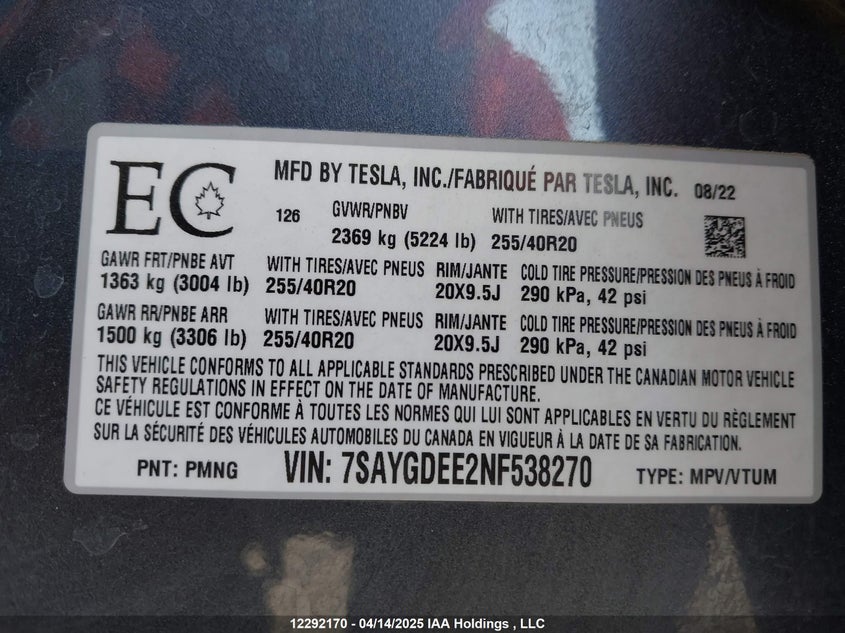 EC
MFD BY TESLA, INC./FABRIQUÉ PAR TESLA, INC. 08/22
126 GVWR/PNBV WITH TIRES/AVEC PNEUS
2369 kg (5224 lb) 255/40R20
GAWR FRT/PNBE AVT WITH TIRES/AVEC PNEUS RIM/JANTE COLD TIRE PRESSURE/PRESSION DES PNEUS À FROID
1363 kg (3004 lb) 255/40R20 20X9.5J 290 kPa, 42 psi
GAWR RR/PNBE ARR WITH TIRES/AVEC PNEUS RIM/JANTE COLD TIRE PRESSURE/PRESSION DES PNEUS À FROID
1500 kg (3306 lb) 255/40R20 20X9.5J 290 kPa, 42 psi
THIS VEHICLE CONFORMS TO ALL APPLICABLE STANDARDS PRESCRIBED UNDER THE CANADIAN MOTOR VEHICLE
SAFETY REGULATIONS IN EFFECT ON THE DATE OF MANUFACTURE.
CE VÉHICULE EST CONFORME À TOUTES LES NORMES QUI LUI SONT APPLICABLES EN VERTU DU RÈGLEMENT
SUR LA SÉCURITÉ DES VÉHICULES AUTOMOBILES DU CANADA EN VIGUEUR À LA DATE DE SA FABRICATION.
PNT: PMNG VIN: 7SAYGDEE2NF538270 TYPE: MPV/VTUM
12292170 - 04/14/2025 IAA Holdings , LLC